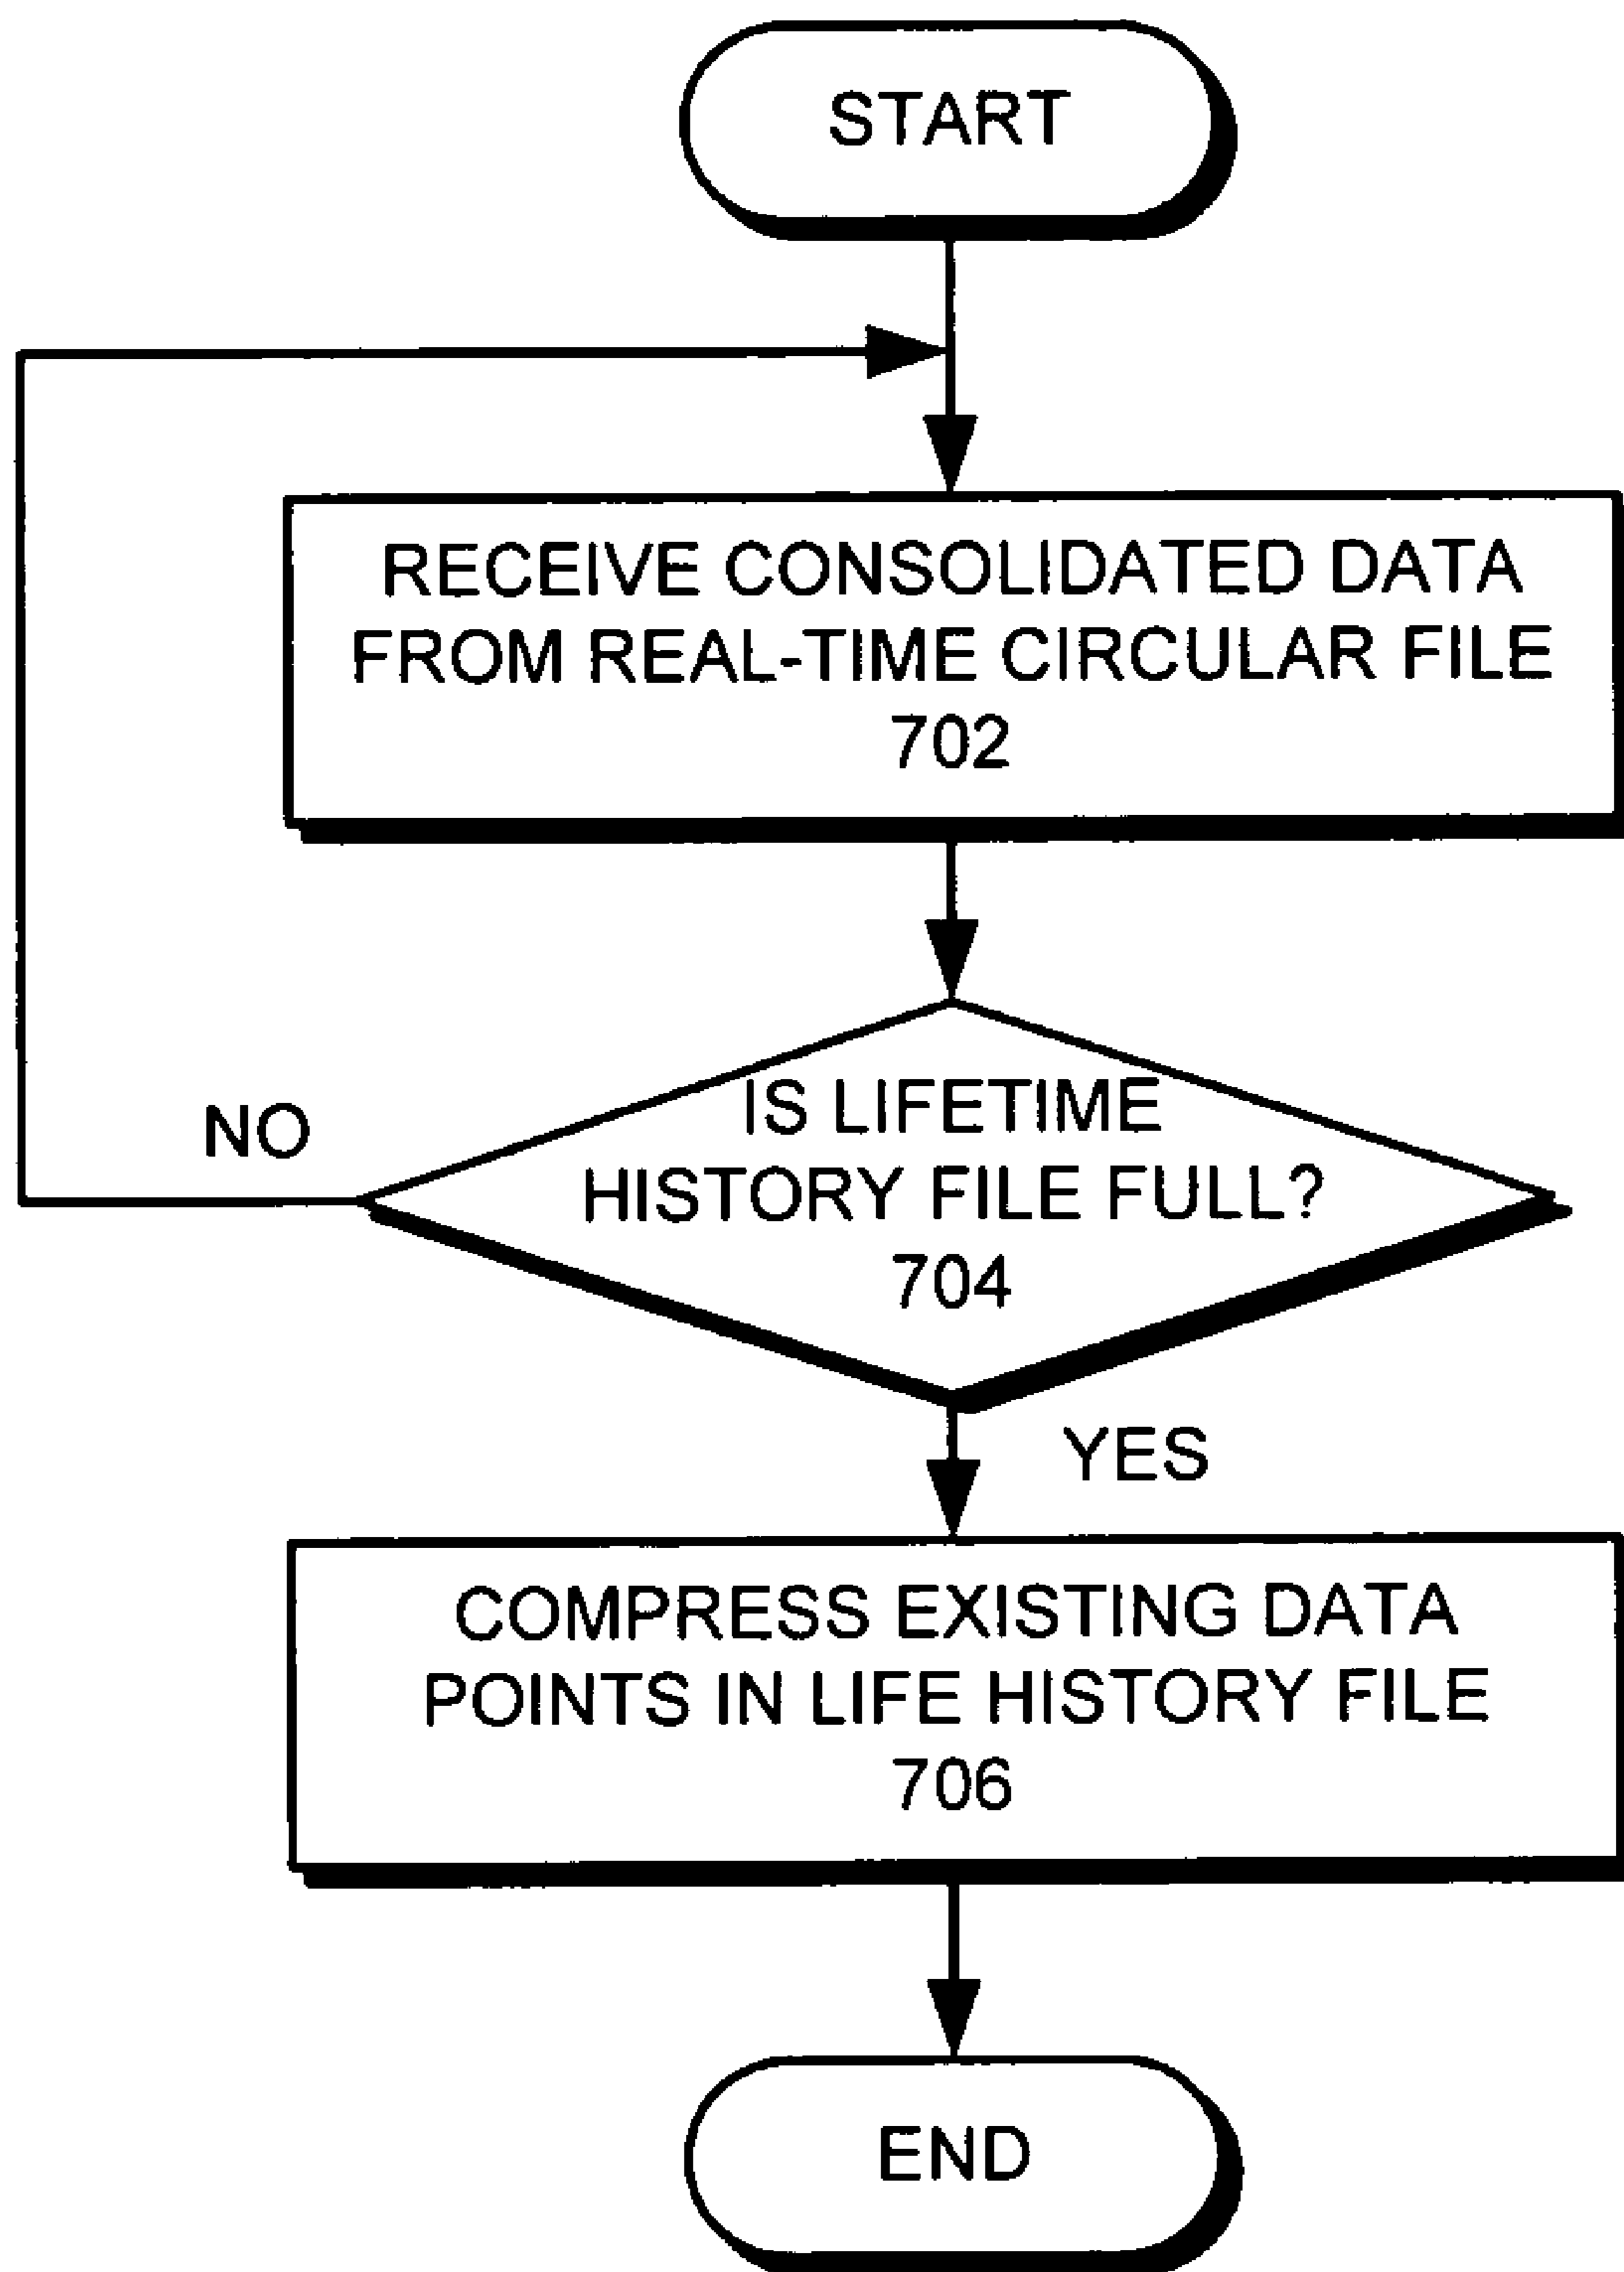 START
RECEIVE CONSOLIDATED DATA
FROM REAL-TIME CIRCULAR FILE
702
IS LIFETIME
HISTORY FILE FULL?
704
NO
YES
COMPRESS EXISTING DATA
POINTS IN LIFE HISTORY FILE
706
END